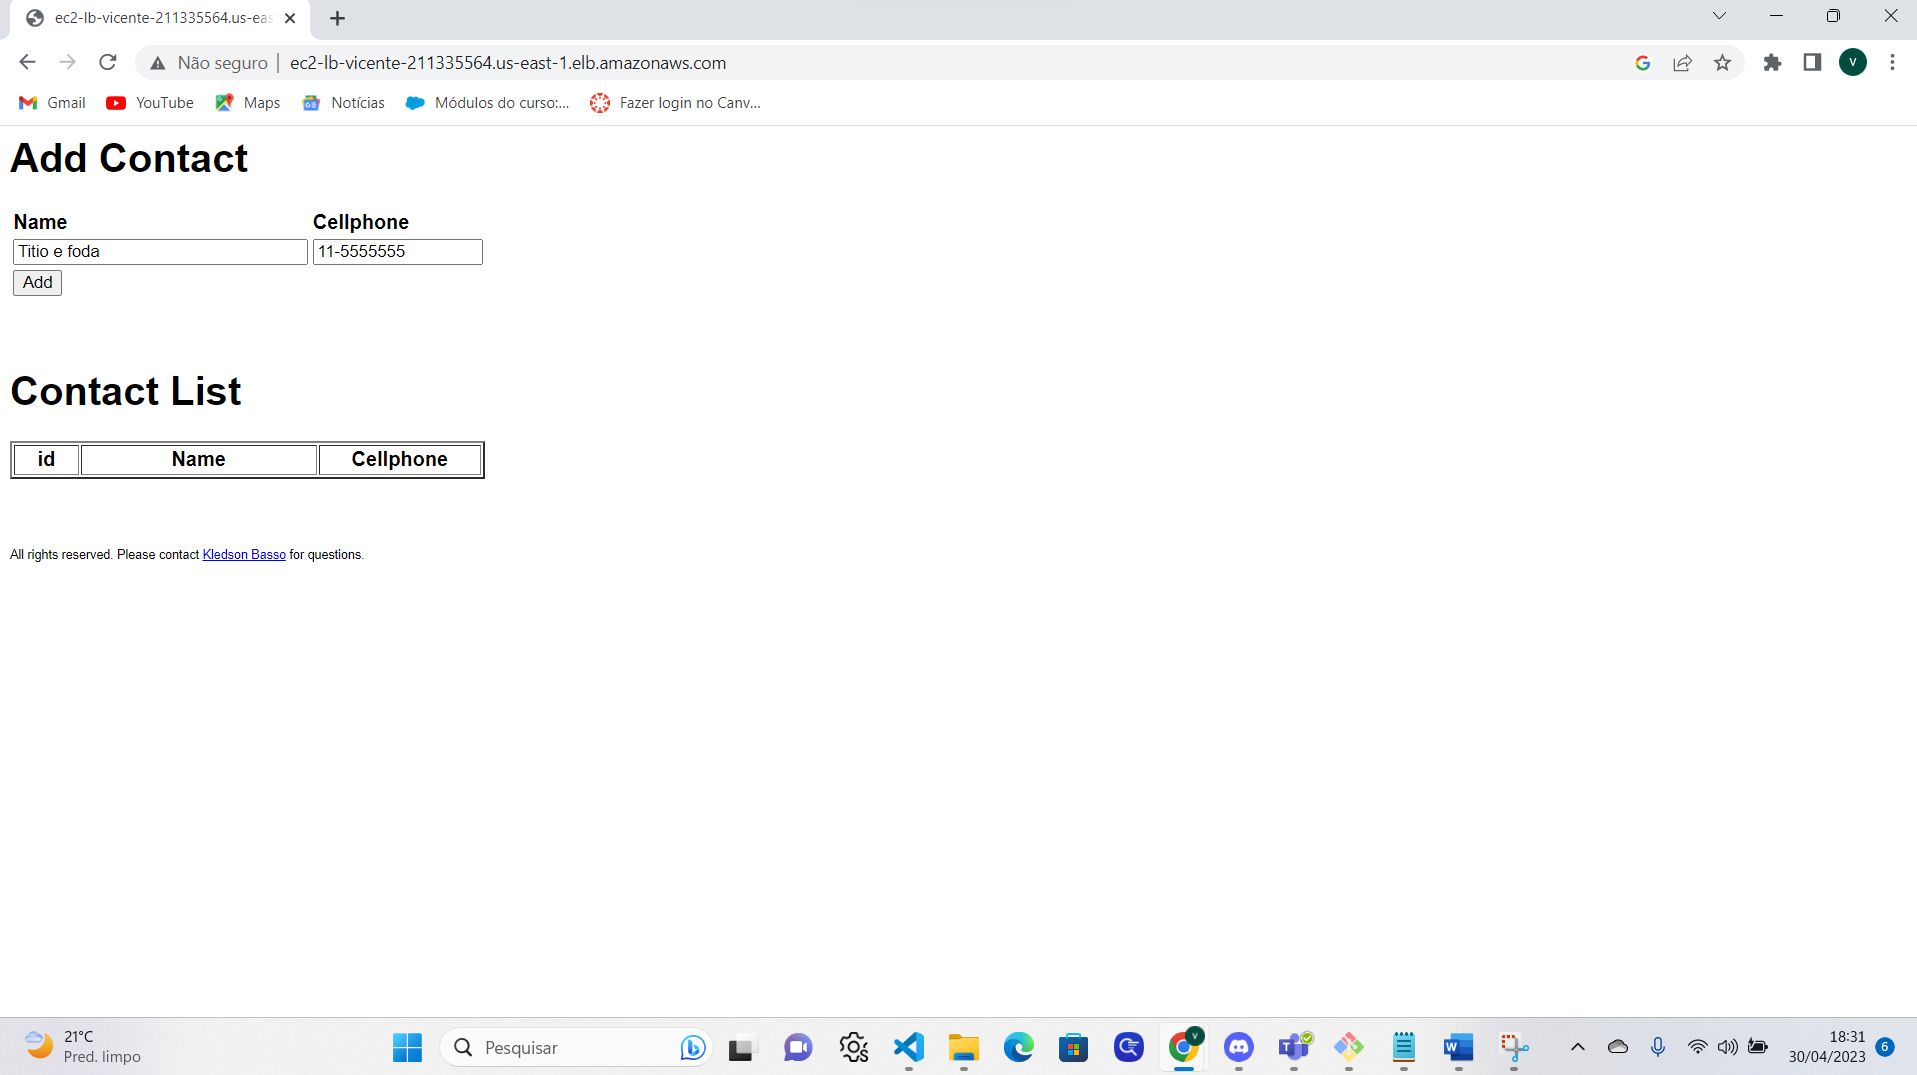 ec2-lb-vicente-211335564.us-eas
Não seguro
ec2-lb-vicente-211335564.us-east-1.elb.amazonaws.com
V
Gmail
YouTube
Maps
Notícias
Módulos do curso:...
Fazer login no Canv...
Add Contact
Name Cellphone
Titio e foda 11-5555555
Add
Contact List
id Name Cellphone
All rights reserved. Please contact Kledson Basso for questions.
21°C
Pred. limpo
Pesquisar
18:31
30/04/2023
6